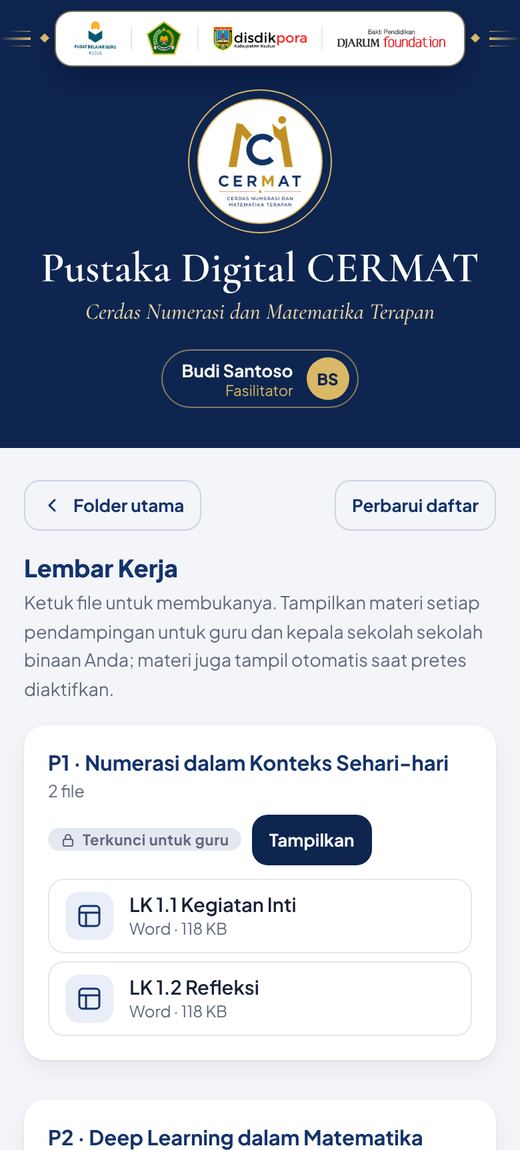 PUSAT BELAJAR GURU
KUDUS
disdikpora
Kabupaten Kudus
Bakti Pendidikan
DJARUM foundation
CERMAT
CERDAS NUMERASI DAN
MATEMATIKA TERAPAN
Pustaka Digital CERMAT
Cerdas Numerasi dan Matematika Terapan
Budi Santoso
Fasilitator
BS
Folder utama
Perbarui daftar
Lembar Kerja
Ketuk file untuk membukanya. Tampilkan materi setiap
pendampingan untuk guru dan kepala sekolah sekolah
binaan Anda; materi juga tampil otomatis saat pretes
diaktifkan.
P1 · Numerasi dalam Konteks Sehari-hari
2 file
Terkunci untuk guru
Tampilkan
LK 1.1 Kegiatan Inti
Word · 118 KB
LK 1.2 Refleksi
Word · 118 KB
P2 · Deep Learning dalam Matematika